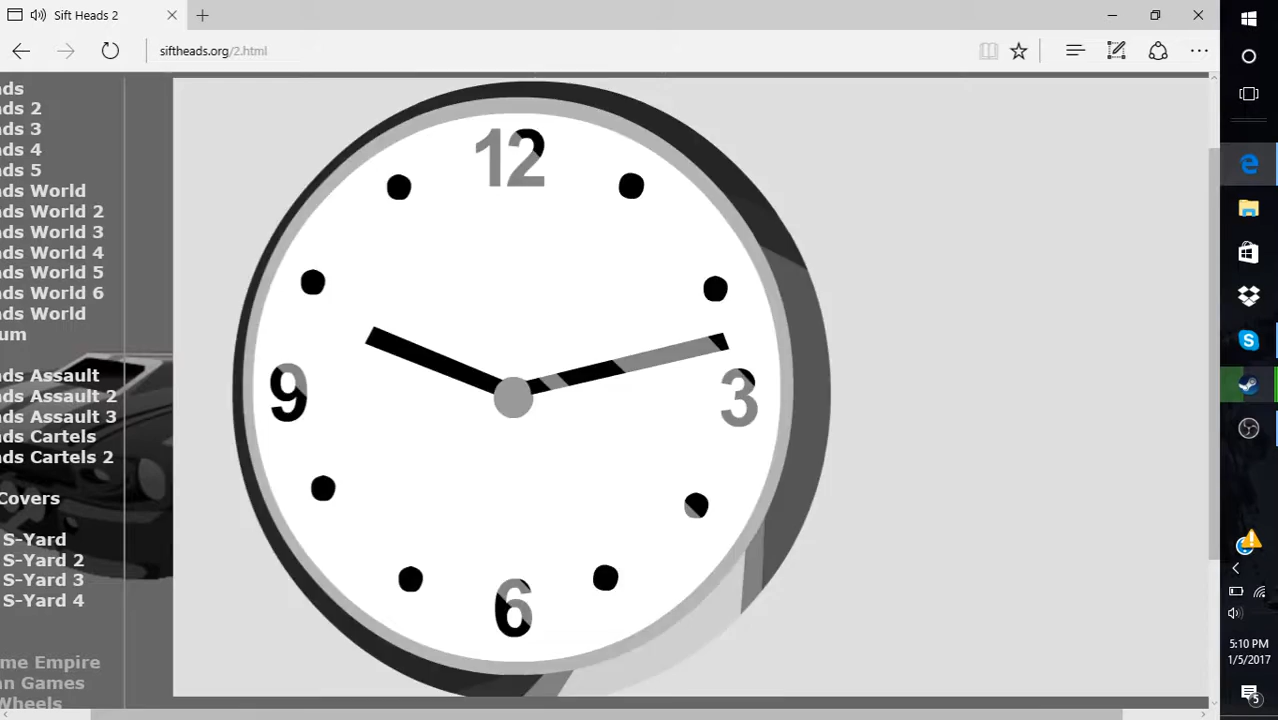 Sift Heads 2
siftheads.org/2.html
ads
ads 2
ads 3
ads 4
ads 5
ads World
ads World 2
ads World 3
ads World 4
ads World 5
ads World 6
ads World
um
ads Assault
ads Assault 2
ads Assault 3
ads Cartels
ads Cartels 2
Covers
S-Yard
S-Yard 2
S-Yard 3
S-Yard 4
me Empire
an Games
Wheels
12
9
3
6
5:10 PM
1/5/2017
5